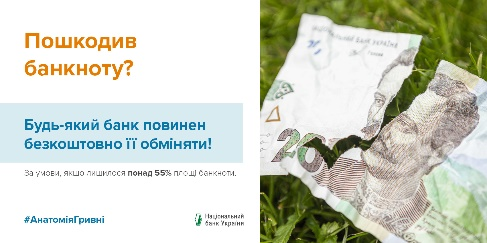 Пошкодив
банкноту?
Будь-який банк повинен
безкоштовно її обміняти!
За умови, якщо лишилося понад 55% площі банкноти.
#АнатоміяГривні
Національний
банк України
20